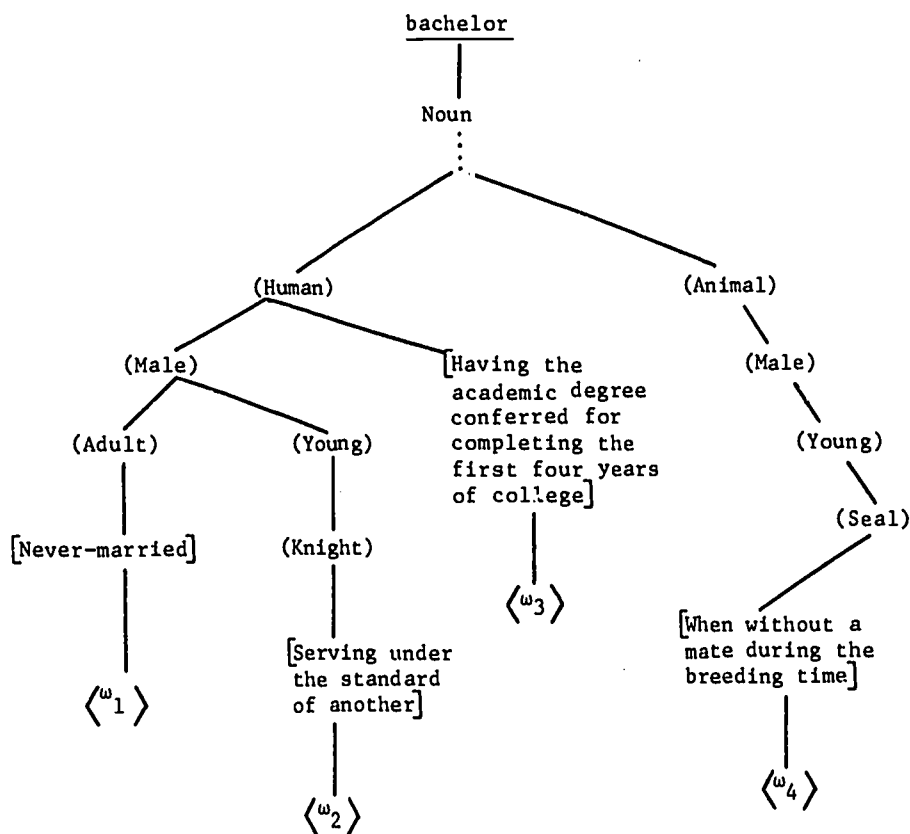 bachelor
Noun
(Human)
(Animal)
(Male)
[Having the
academic degree
conferred for
completing the
first four years
of college]
(Male)
(Adult)
(Young)
(Young)
[Never-married]
(Knight)
(Seal)
⟨ω3⟩
[Serving under
the standard
of another]
[When without a
mate during the
breeding time]
⟨ω1⟩
⟨ω2⟩
⟨ω4⟩